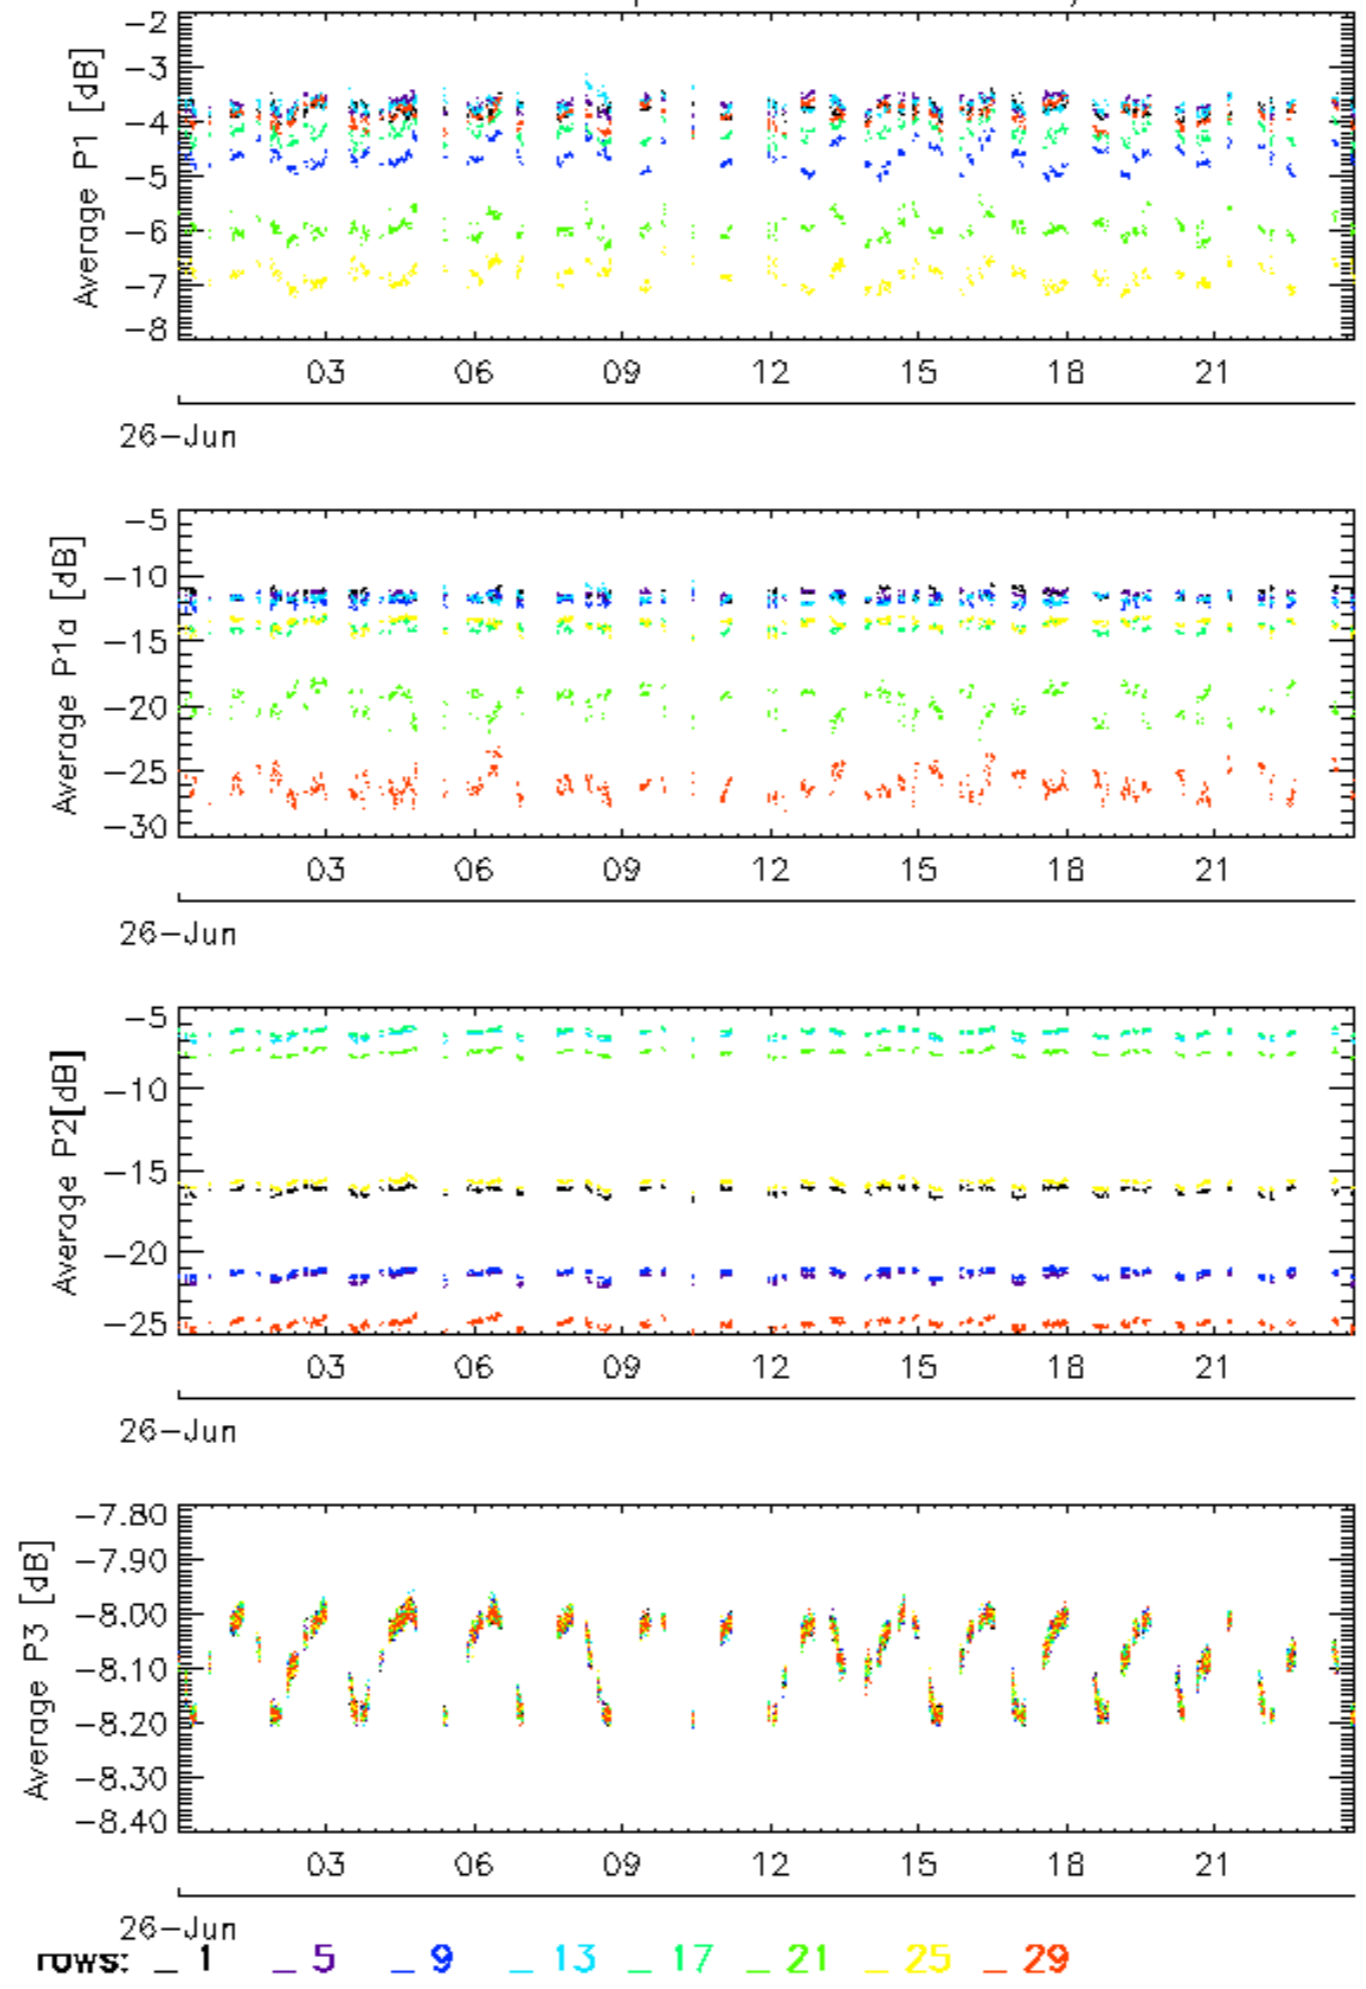 Average P1 [dB]
-2
-3
-4
-5
-6
-7
-8
03 06 09 12 15 18 21
26-Jun
Average P1a [dB]
-5
-10
-15
-20
-25
-30
03 06 09 12 15 18 21
26-Jun
Average P2[dB]
-5
-10
-15
-20
-25
03 06 09 12 15 18 21
26-Jun
Average P3 [dB]
-7.80
-7.90
-8.00
-8.10
-8.20
-8.30
-8.40
03 06 09 12 15 18 21
26-Jun
rows: _ 1 _ 5 _ 9 _ 13 _ 17 _ 21 _ 25 _ 29